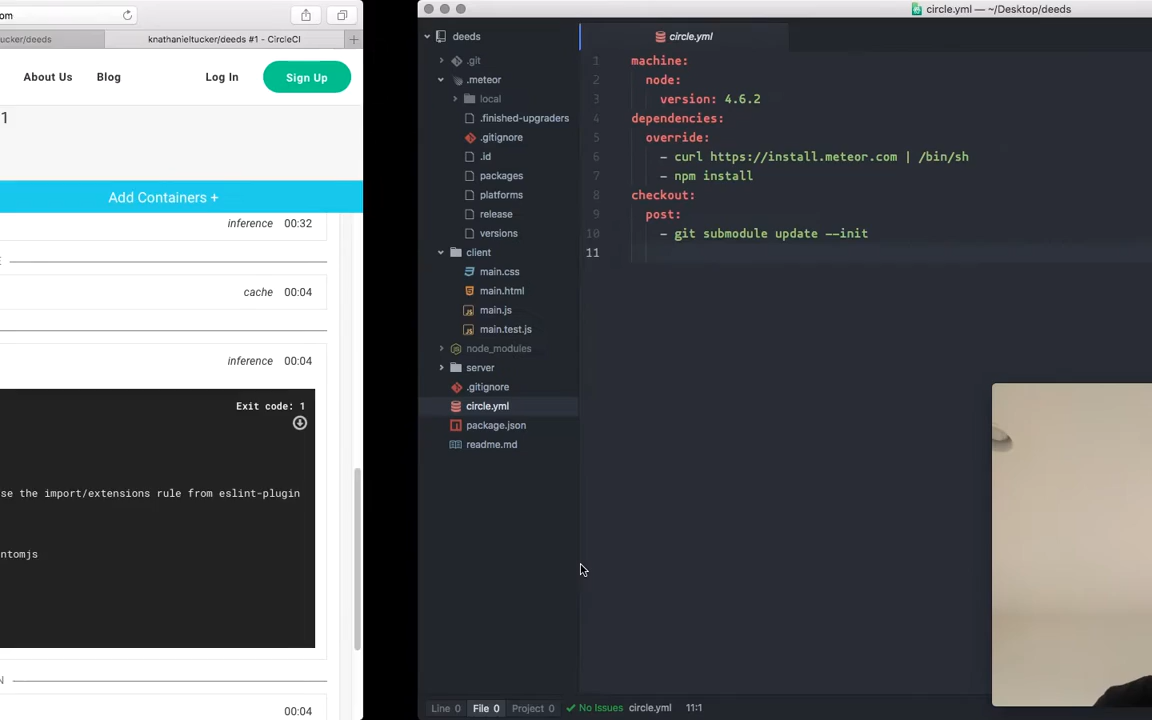 om
ucker/deeds
knathanieltucker/deeds #1 - CircleCI
About Us
Blog
Log In
Sign Up
1
Add Containers +
inference 00:32
E
cache 00:04
inference 00:04
Exit code: 1
se the import/extensions rule from eslint-plugin
ntomjs
N
00:04
circle.yml — ~/Desktop/deeds
deeds
.git
.meteor
local
.finished-upgraders
.gitignore
.id
packages
platforms
release
versions
client
main.css
main.html
main.js
main.test.js
node_modules
server
.gitignore
circle.yml
package.json
readme.md
circle.yml
1 machine:
2 node:
3 version: 4.6.2
4 dependencies:
5 override:
6 - curl https://install.meteor.com | /bin/sh
7 - npm install
8 checkout:
9 post:
10 - git submodule update --init
11
Line 0 File 0 Project 0 No Issues circle.yml 11:1